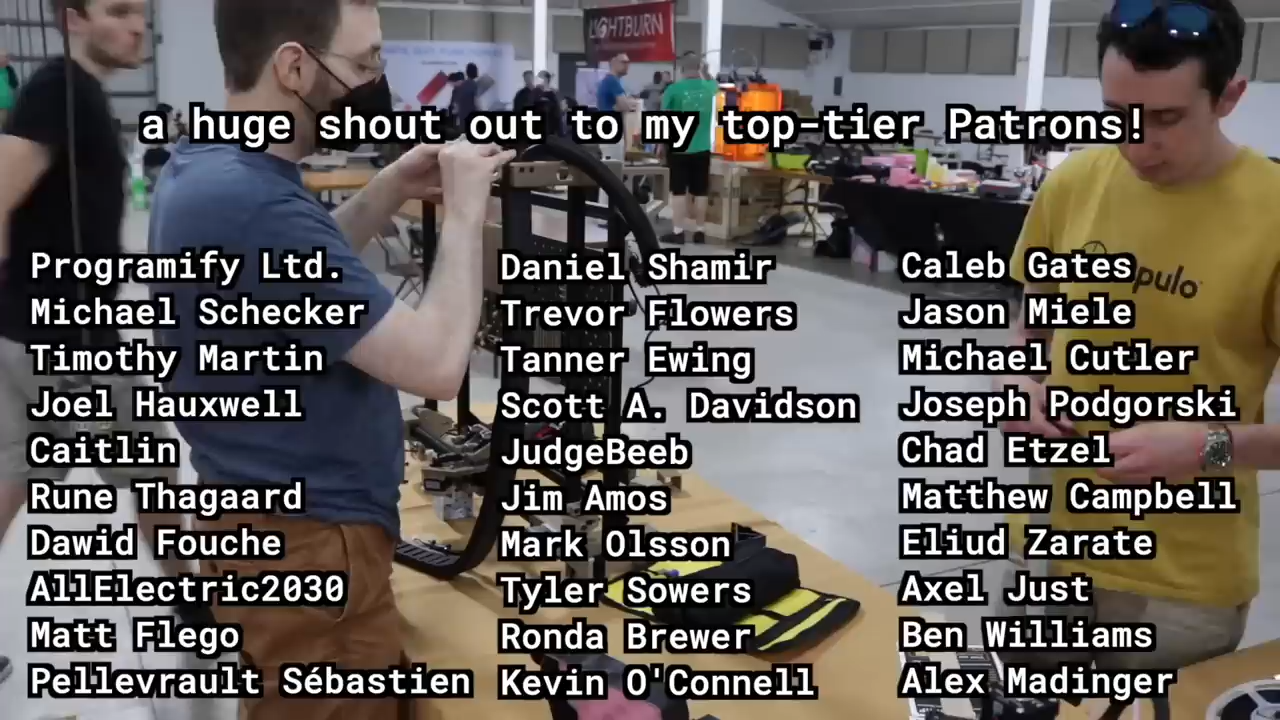 LIGHTBURN
a huge shout out to my top-tier Patrons!
Programify Ltd.
Michael Schecker
Timothy Martin
Joel Hauxwell
Caitlin
Rune Thagaard
Dawid Fouche
AllElectric2030
Matt Flego
Pellevrault Sébastien
Daniel Shamir
Trevor Flowers
Tanner Ewing
Scott A. Davidson
JudgeBeeb
Jim Amos
Mark Olsson
Tyler Sowers
Ronda Brewer
Kevin O'Connell
Caleb Gates
Jason Miele
Michael Cutler
Joseph Podgorski
Chad Etzel
Matthew Campbell
Eliud Zarate
Axel Just
Ben Williams
Alex Madinger